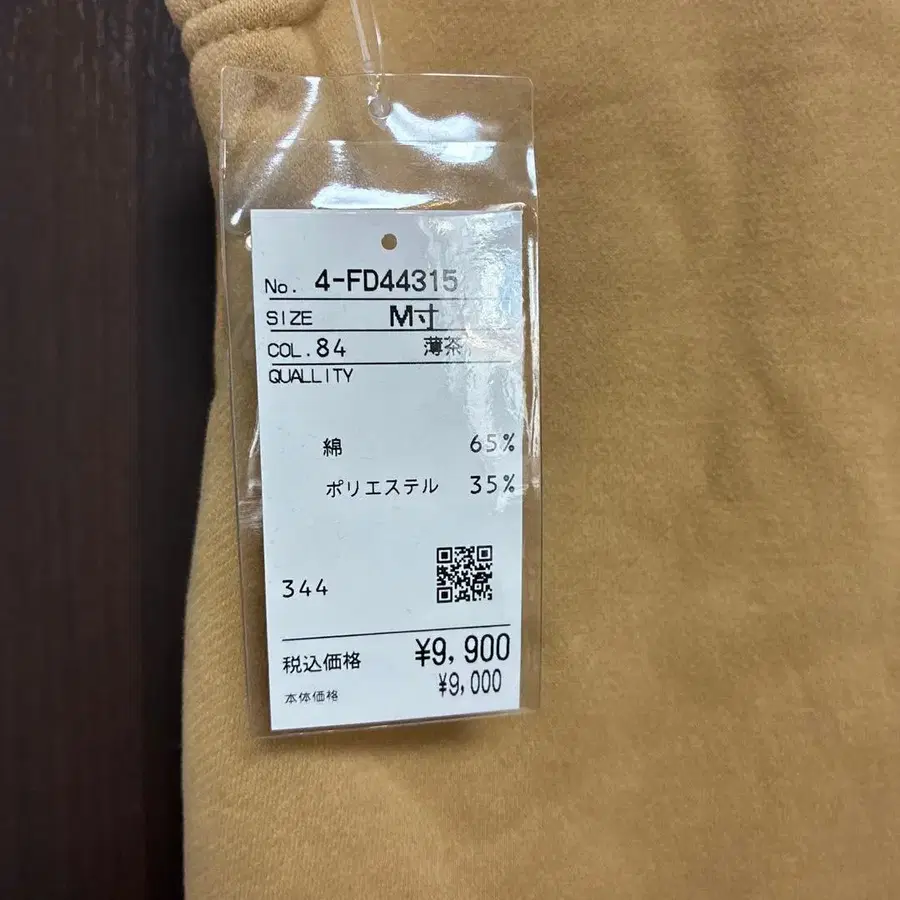 No. 4-FD44315
SIZE M寸
COL.84 薄茶
QUALLITY
綿 65%
ポリエステル 35%
344
税込価格 ¥9,900
本体価格 ¥9,000